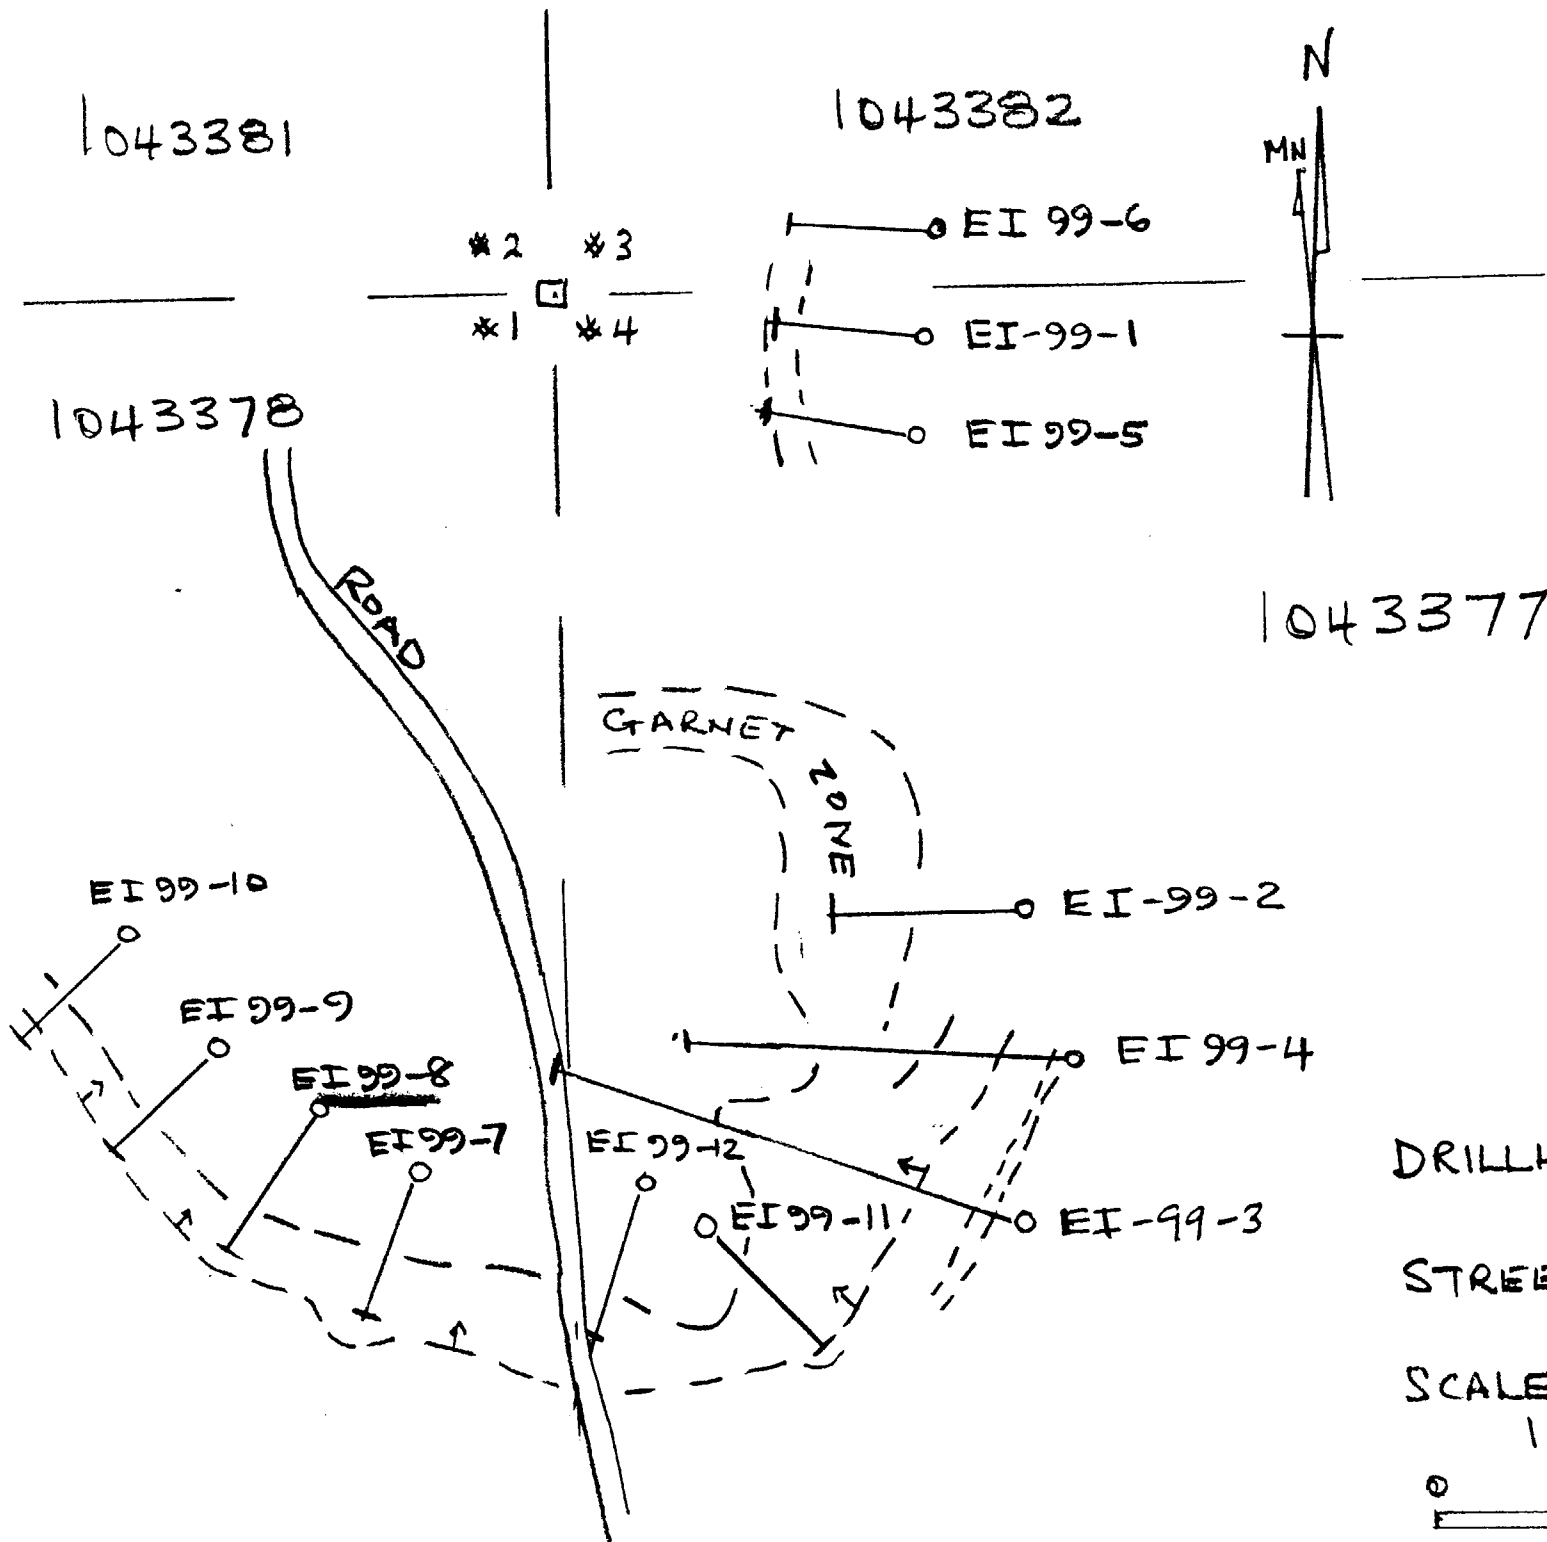 N
1043382
1043381
MN
EI 99-6
*2 *3
*1 *4
EI-99-1
1043378
EI 99-5
ROAD
1043377
GARNET
ZONE
EI 99-10
EI-99-2
EI 99-9
EI 99-4
EI 99-8
EI 99-7
EI 99-12
EI 99-11
EI-99-3
SCALE
1
0